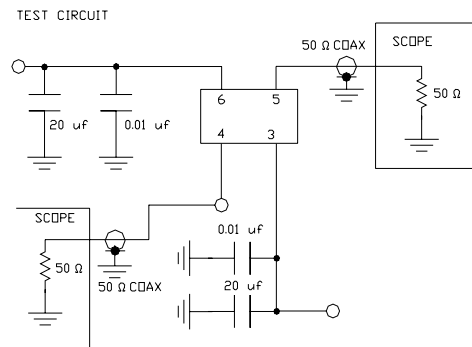 TEST CIRCUIT
50 Ω COAX
SCOPE
6 5
50 Ω
20 uf
0.01 uf
4 3
SCOPE
0.01 uf
50 Ω
50 Ω COAX
20 uf